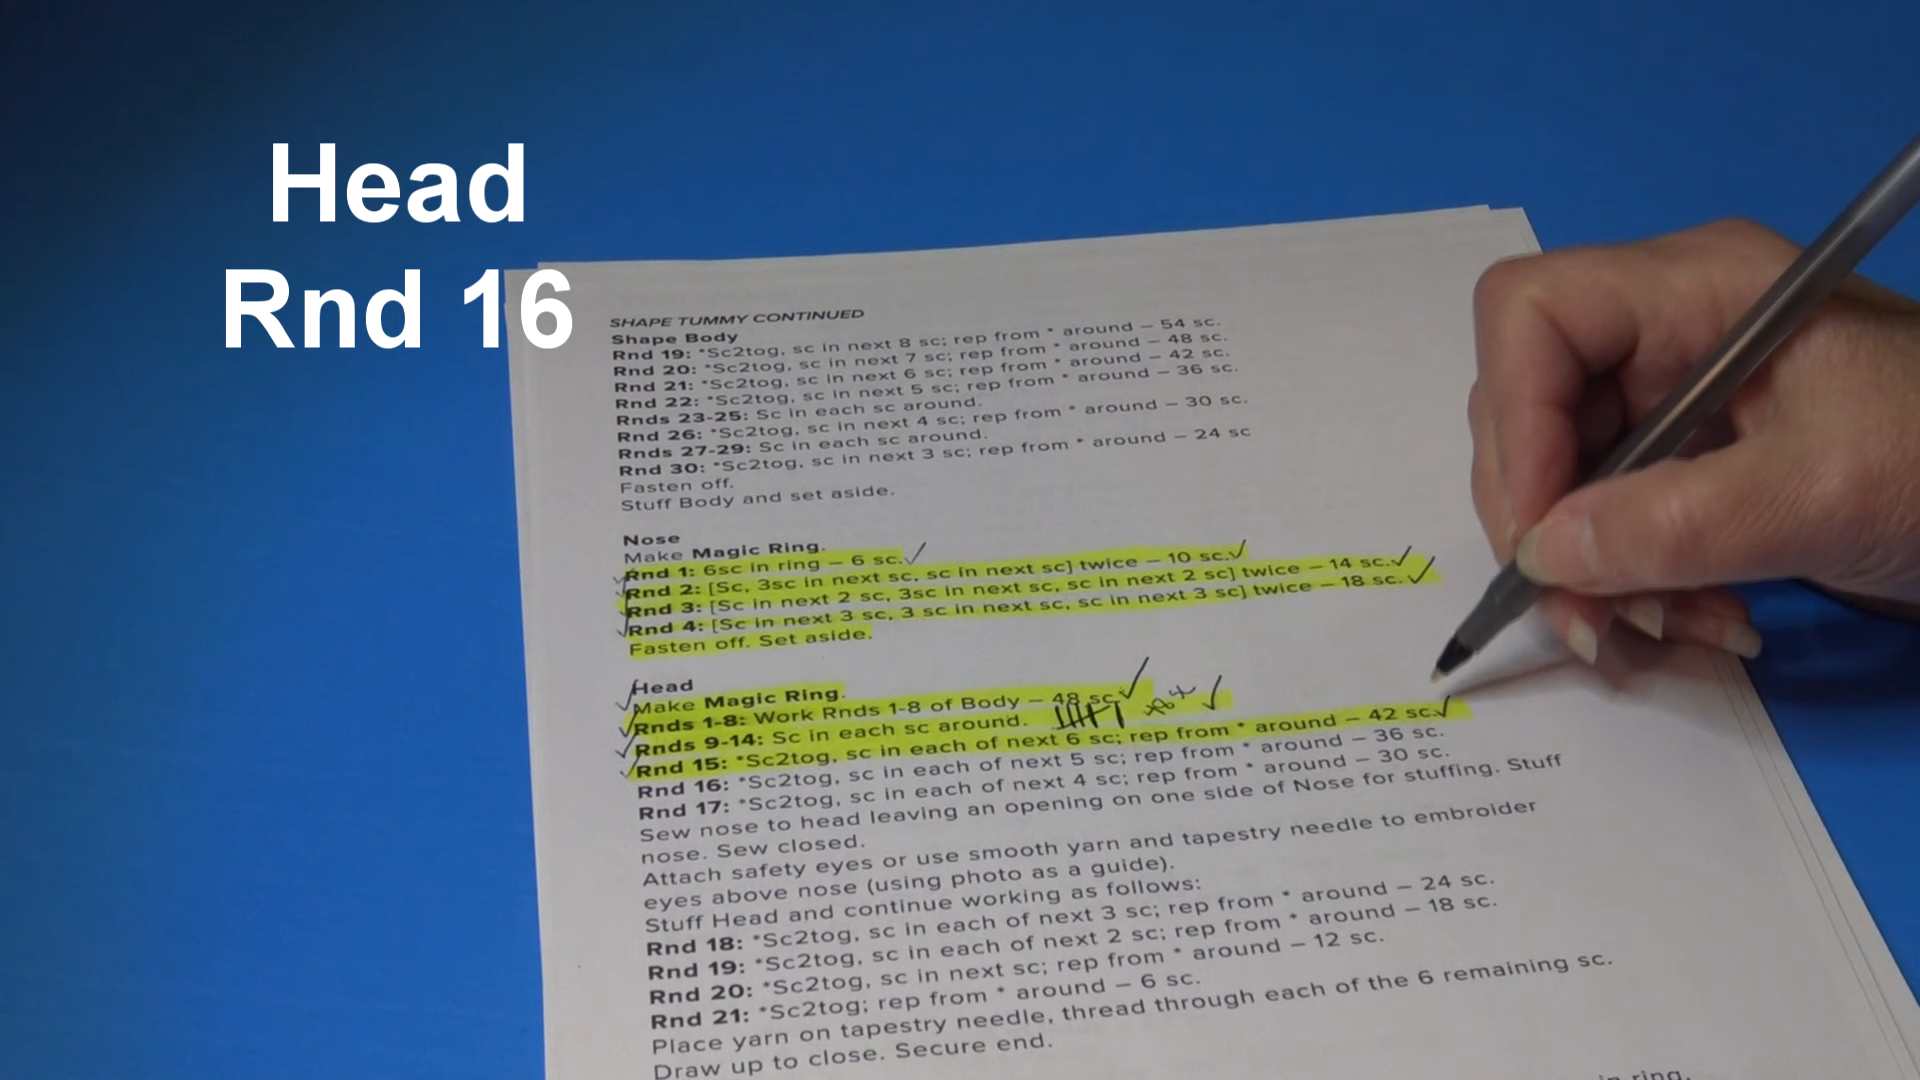 Head
Rnd 16
SHAPE TUMMY CONTINUED
Shape Body
Rnd 19: *Sc2tog, sc in next 8 sc; rep from * around – 54 sc.
Rnd 20: *Sc2tog, sc in next 7 sc; rep from * around – 48 sc.
Rnd 21: *Sc2tog, sc in next 6 sc; rep from * around – 42 sc.
Rnd 22: *Sc2tog, sc in next 5 sc; rep from * around – 36 sc.
Rnds 23-25: Sc in each sc around.
Rnd 26: *Sc2tog, sc in next 4 sc; rep from * around – 30 sc.
Rnds 27-29: Sc in each sc around.
Rnd 30: *Sc2tog, sc in next 3 sc; rep from * around – 24 sc
Fasten off.
Stuff Body and set aside.
Nose
Make Magic Ring.
Rnd 1: 6sc in ring – 6 sc.
Rnd 2: [Sc, 3sc in next sc, sc in next sc] twice – 10 sc.
Rnd 3: [Sc in next 2 sc, 3sc in next sc, sc in next 2 sc] twice – 14 sc.
Rnd 4: [Sc in next 3 sc, 3 sc in next sc, sc in next 3 sc] twice – 18 sc.
Fasten off. Set aside.
Head
Make Magic Ring.
Rnds 1-8: Work Rnds 1-8 of Body – 48 sc.
Rnds 9-14: Sc in each sc around.
Rnd 15: *Sc2tog, sc in each of next 6 sc; rep from * around – 42 sc.
Rnd 16: *Sc2tog, sc in each of next 5 sc; rep from * around – 36 sc.
Rnd 17: *Sc2tog, sc in each of next 4 sc; rep from * around – 30 sc.
Sew nose to head leaving an opening on one side of Nose for stuffing. Stuff
nose. Sew closed.
Attach safety eyes or use smooth yarn and tapestry needle to embroider
eyes above nose (using photo as a guide).
Stuff Head and continue working as follows:
Rnd 18: *Sc2tog, sc in each of next 3 sc; rep from * around – 24 sc.
Rnd 19: *Sc2tog, sc in each of next 2 sc; rep from * around – 18 sc.
Rnd 20: *Sc2tog, sc in next sc; rep from * around – 12 sc.
Rnd 21: *Sc2tog; rep from * around – 6 sc.
Place yarn on tapestry needle, thread through each of the 6 remaining sc.
Draw up to close. Secure end.
in ring.